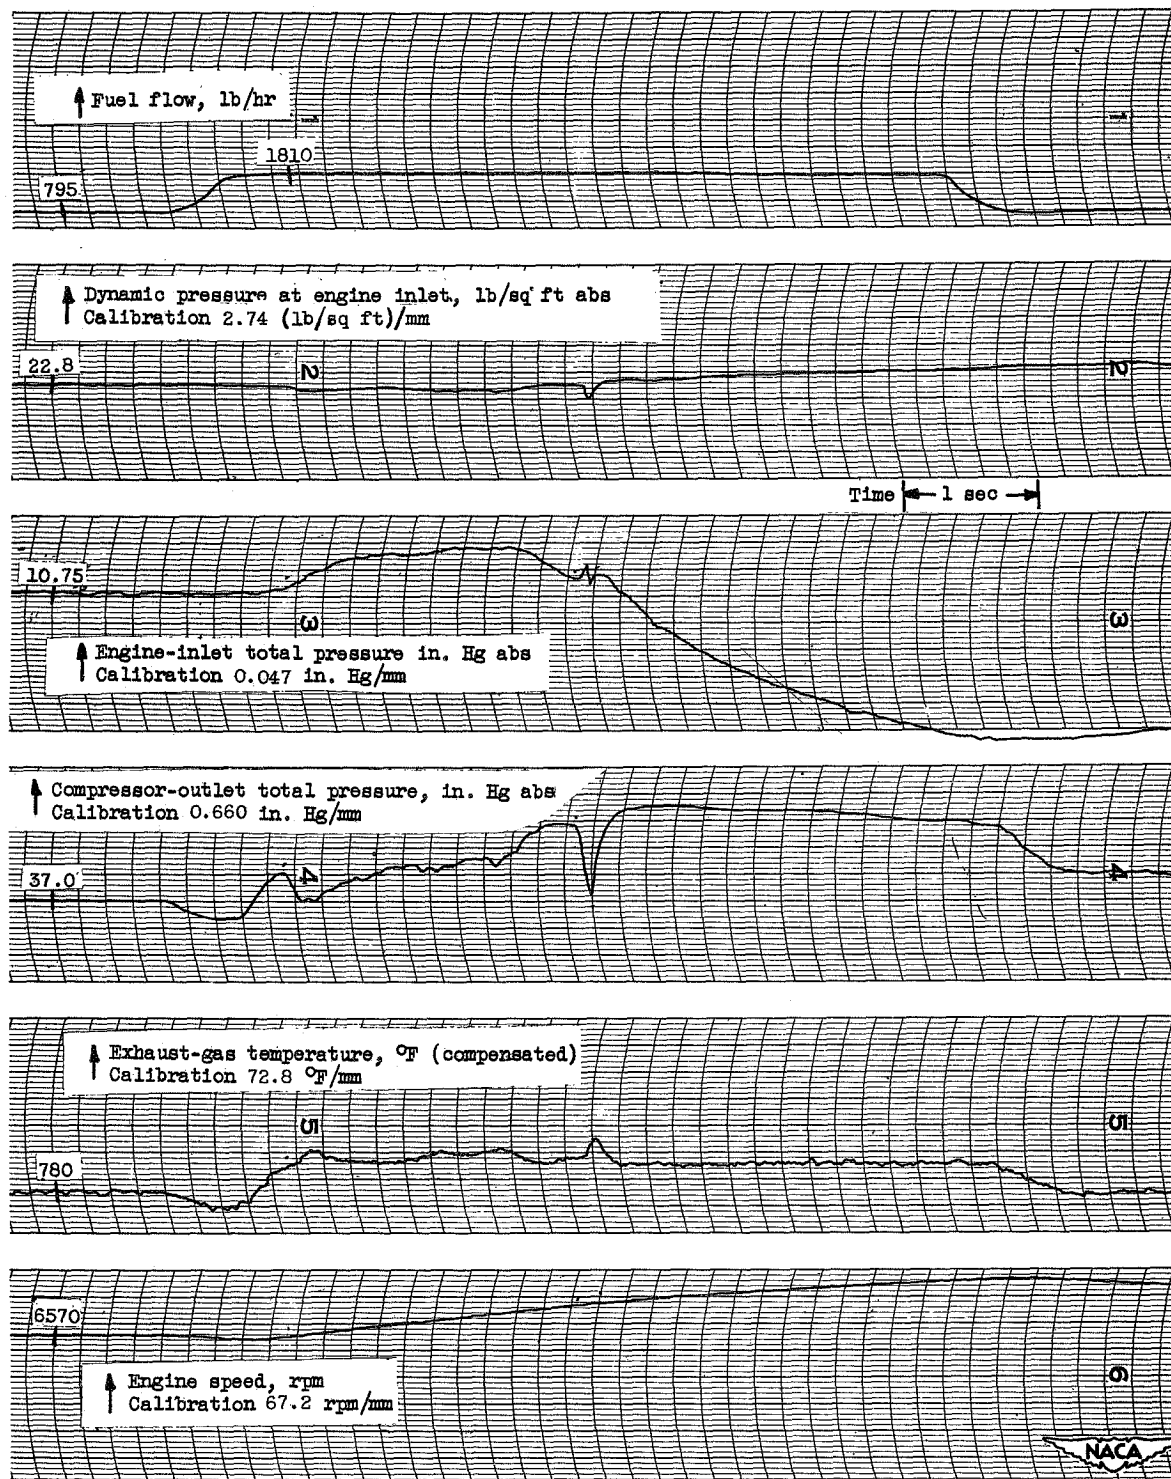 Fuel flow, lb/hr
1
1
1810
795
Dynamic pressure at engine inlet, lb/sq ft abs
Calibration 2.74 (lb/sq ft)/mm
22.8
2
2
Time 1 sec
10.75
3
3
Engine-inlet total pressure in. Hg abs
Calibration 0.047 in. Hg/mm
Compressor-outlet total pressure, in. Hg abs
Calibration 0.660 in. Hg/mm
37.0
4
4
Exhaust-gas temperature, °F (compensated)
Calibration 72.8 °F/mm
5
5
780
6570
Engine speed, rpm
Calibration 67.2 rpm/mm
6
NACA